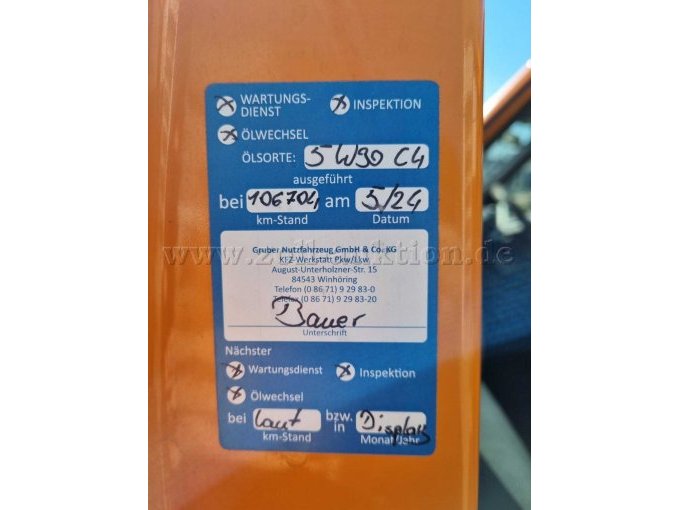 WARTUNGS-
DIENST
INSPEKTION
ÖLWECHSEL
ÖLSORTE: 5W30 C4
ausgeführt
bei 106704 am 5/24
km-Stand Datum
Gruber Nutzfahrzeug GmbH & Co. KG
KFZ-Werkstatt Pkw/Lkw
August-Unterholzner-Str. 15
84543 Winhöring
Telefon (0 86 71) 9 29 83-0
Telefax (0 86 71) 9 29 83-20
Bauer
Unterschrift
Nächster
Wartungsdienst Inspektion
Ölwechsel
bei laut bzw. in Display
km-Stand Monat/Jahr